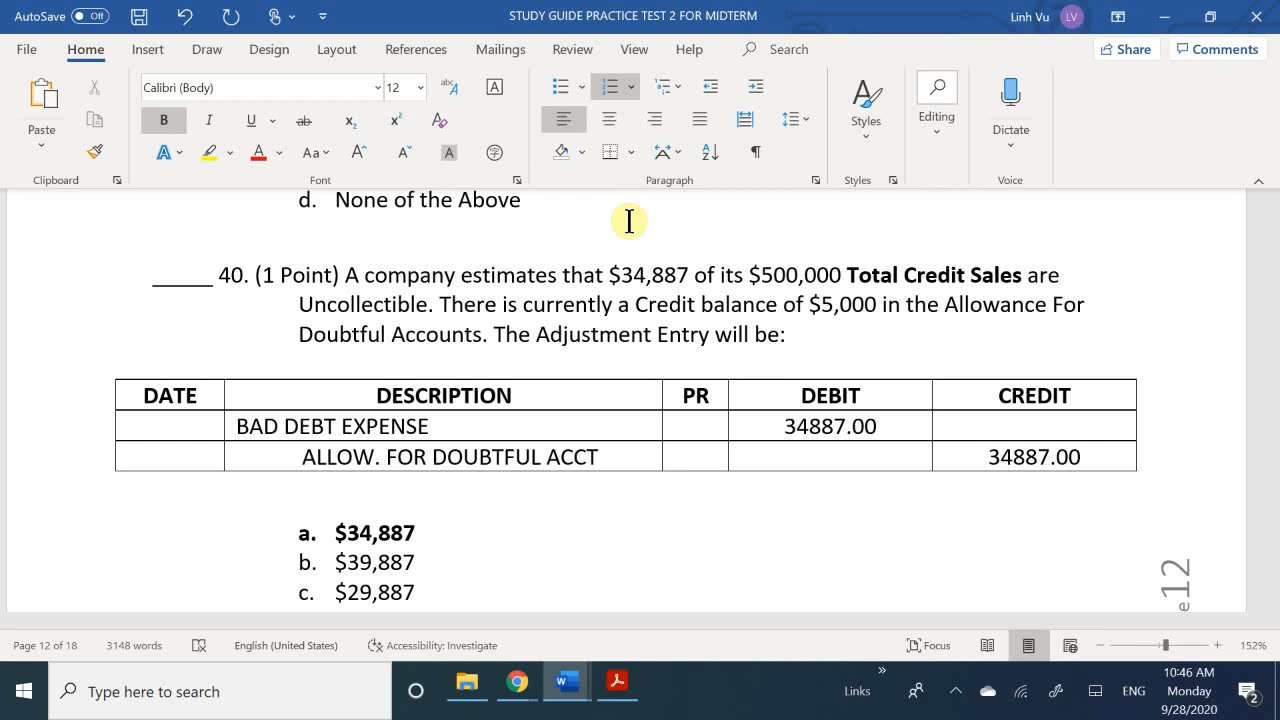 AutoSave Off STUDY GUIDE PRACTICE TEST 2 FOR MIDTERM Linh Vu LV
File Home Insert Draw Design Layout References Mailings Review View Help Search Share Comments
Calibri (Body) 12
Paste Styles Editing Dictate
Clipboard Font Paragraph Styles Voice
d. None of the Above
_____ 40. (1 Point) A company estimates that $34,887 of its $500,000 Total Credit Sales are
Uncollectible. There is currently a Credit balance of $5,000 in the Allowance For
Doubtful Accounts. The Adjustment Entry will be:
DATE DESCRIPTION PR DEBIT CREDIT
BAD DEBT EXPENSE 34887.00
ALLOW. FOR DOUBTFUL ACCT 34887.00
a. $34,887
b. $39,887
c. $29,887
e12
Page 12 of 18 3148 words English (United States) Accessibility: Investigate Focus 152%
Type here to search Links ENG 10:46 AM
Monday
9/28/2020 2